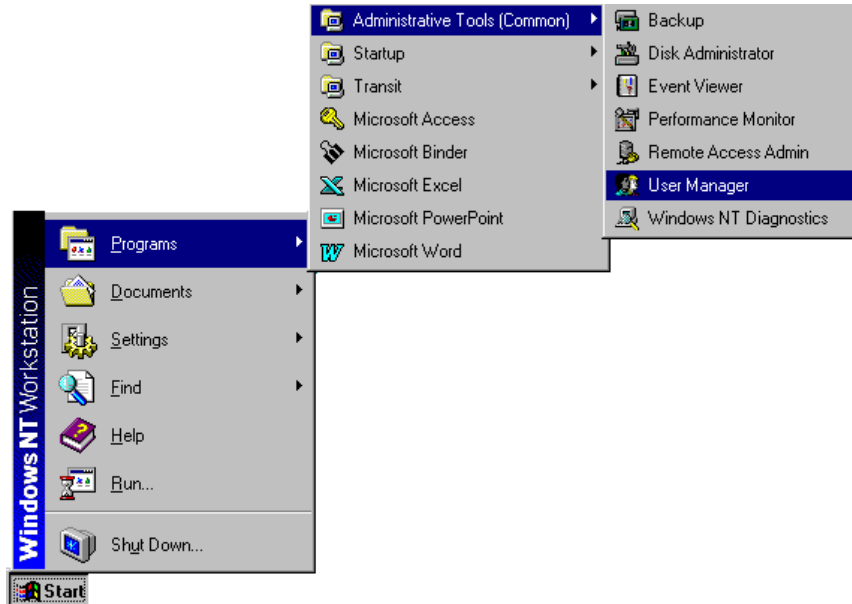 Administrative Tools (Common)
Startup
Transit
Microsoft Access
Microsoft Binder
Microsoft Excel
Microsoft PowerPoint
Microsoft Word
Backup
Disk Administrator
Event Viewer
Performance Monitor
Remote Access Admin
User Manager
Windows NT Diagnostics
Windows NT Workstation
Programs
Documents
Settings
Find
Help
Run...
Shut Down...
Start